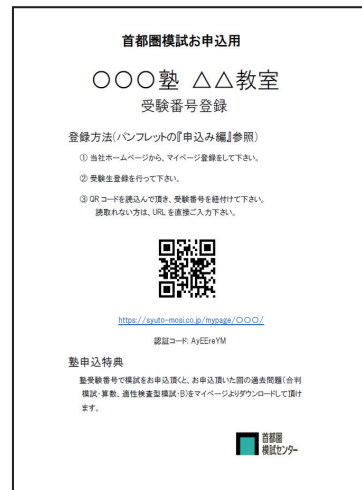 首都圏模試お申込用
〇〇〇塾 △△教室
受験番号登録
登録方法(パンフレットの『申込み編』参照)
① 当社ホームページから、マイページ登録をして下さい。
② 受験生登録を行って下さい。
③ QRコードを読込んで頂き、受験番号を紐付けて下さい。
読取れない方は、URLを直接ご入力下さい。
https://syuto-mosi.co.jp/mypage/〇〇〇/
認証コード: AyEEreYM
塾申込特典
塾受験番号で模試をお申込頂くと、お申込頂いた回の過去問題(合判
模試・算数、適性検査型模試・B)をマイページよりダウンロードして頂け
ます。
首都圏
模試センター